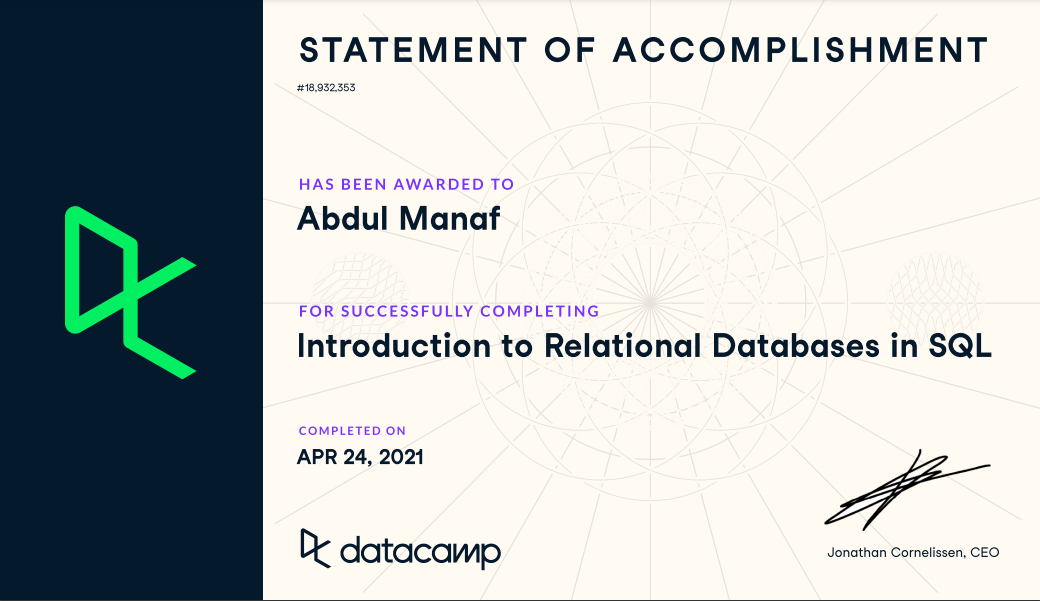 STATEMENT OF ACCOMPLISHMENT
#18,932,353
HAS BEEN AWARDED TO
Abdul Manaf
FOR SUCCESSFULLY COMPLETING
Introduction to Relational Databases in SQL
COMPLETED ON
APR 24, 2021
datacamp
Jonathan Cornelissen, CEO